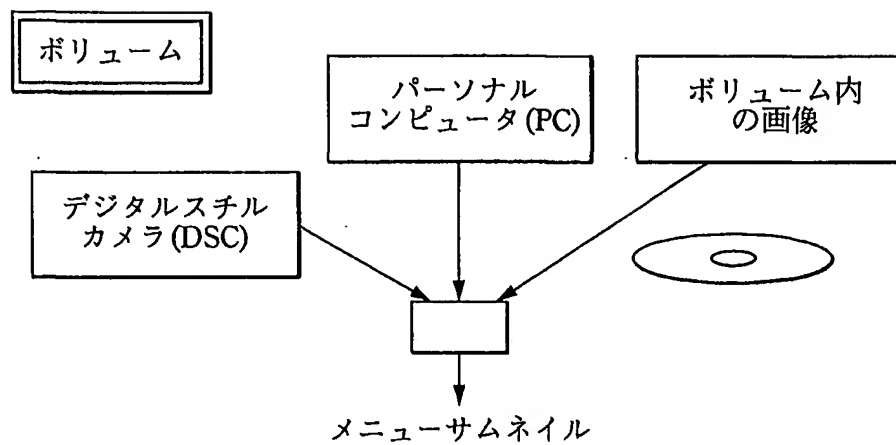 ボリューム
パーソナル
コンピュータ(PC)
ボリューム内
の画像
デジタルスチル
カメラ(DSC)
メニューサムネイル